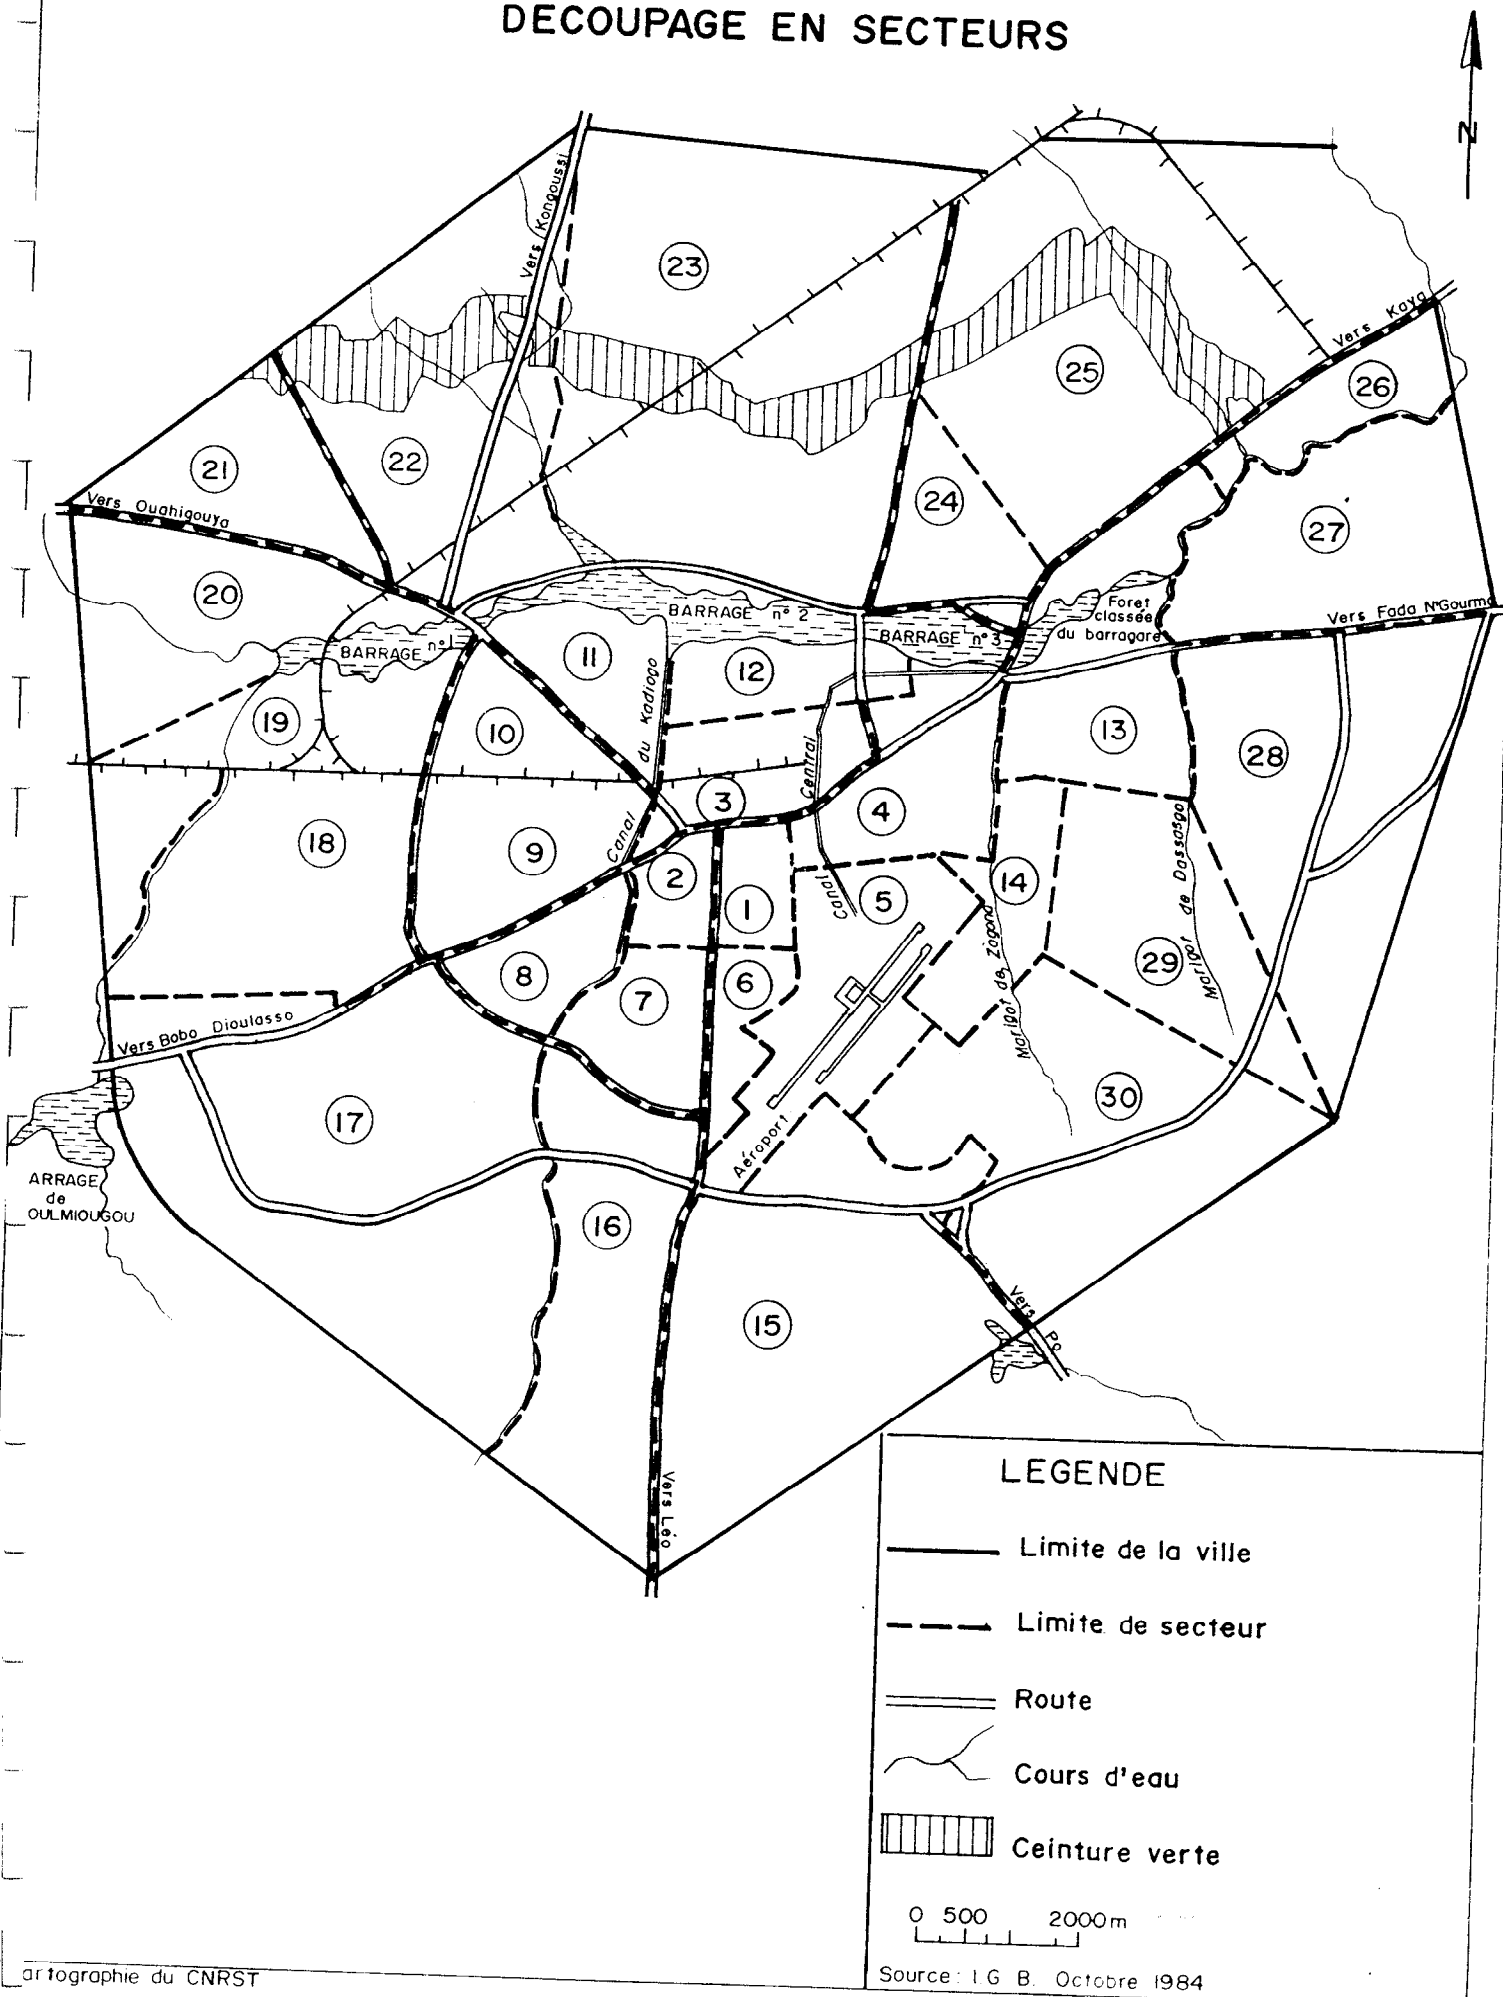 DECOUPAGE EN SECTEURS
N
Vers Kongoussi
23
25
Vers Kaya
26
21
22
24
27
Vers Ouahigouya
20
BARRAGE n° 2
Foret
classée
du barragare
Vers Fada N'Gourma
BARRAGE n° 1
11
BARRAGE n° 3
12
19
10
du Kadiogo
13
28
Central
3
4
18
9
Canal
2
14
Marigot de Dassasgo
1
Canal
5
8
7
6
Marigot de Zogona
29
Vers Bobo Dioulasso
17
30
Aéroport
ARRAGE
de
OULMIOUGOU
16
15
Vers Po
Vers Léo
LEGENDE
Limite de la ville
Limite de secteur
Route
Cours d'eau
Ceinture verte
0 500 2000m
artographie du CNRST
Source: I.G B. Octobre 1984